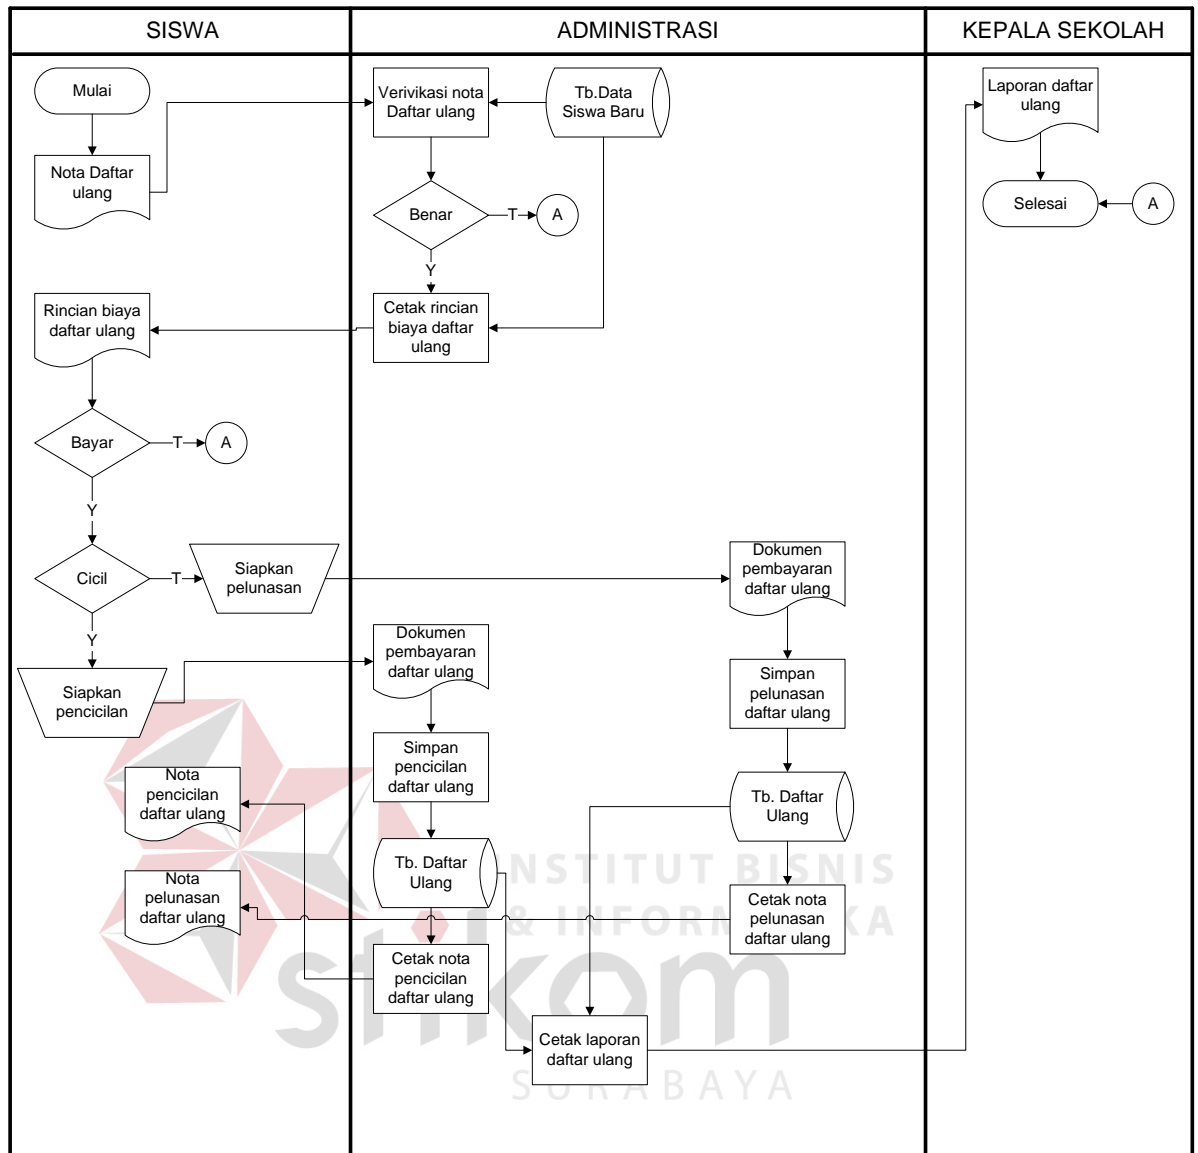 SISWA
ADMINISTRASI
KEPALA SEKOLAH
Mulai
Nota Daftar
ulang
Verivikasi nota
Daftar ulang
Tb.Data
Siswa Baru
Benar
T
A
Y
Cetak rincian
biaya daftar
ulang
Laporan daftar
ulang
Selesai
A
Rincian biaya
daftar ulang
Bayar
T
A
Y
Cicil
T
Siapkan
pelunasan
Y
Siapkan
pencicilan
Dokumen
pembayaran
daftar ulang
Dokumen
pembayaran
daftar ulang
Simpan
pelunasan
daftar ulang
Simpan
pencicilan
daftar ulang
Nota
pencicilan
daftar ulang
Tb. Daftar
Ulang
Tb. Daftar
Ulang
Nota
pelunasan
daftar ulang
Cetak nota
pelunasan
daftar ulang
Cetak nota
pencicilan
daftar ulang
Cetak laporan
daftar ulang
INSTITUT BISNIS
& INFORMATIKA
stikom
SURABAYA